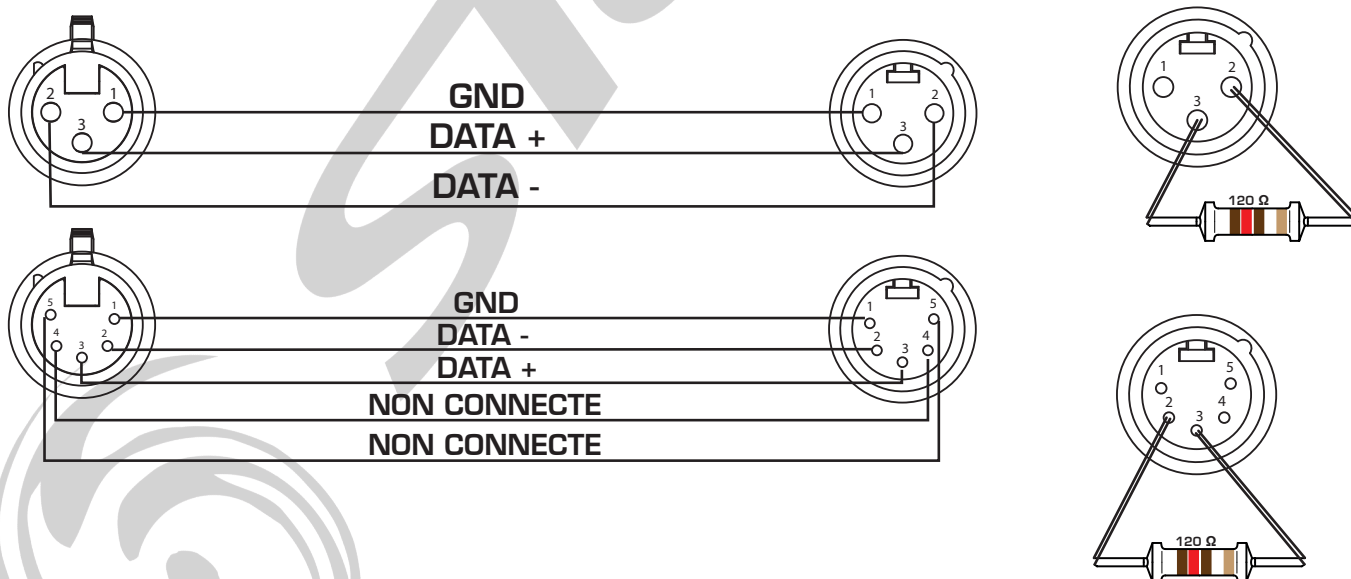 2 1
3
GND
DATA +
DATA -
1 2
3
1 2
3
120 Ω
5 1
4 2
3
GND
DATA -
DATA +
NON CONNECTE
NON CONNECTE
1 5
2 4
3
1 5
2 4
3
120 Ω